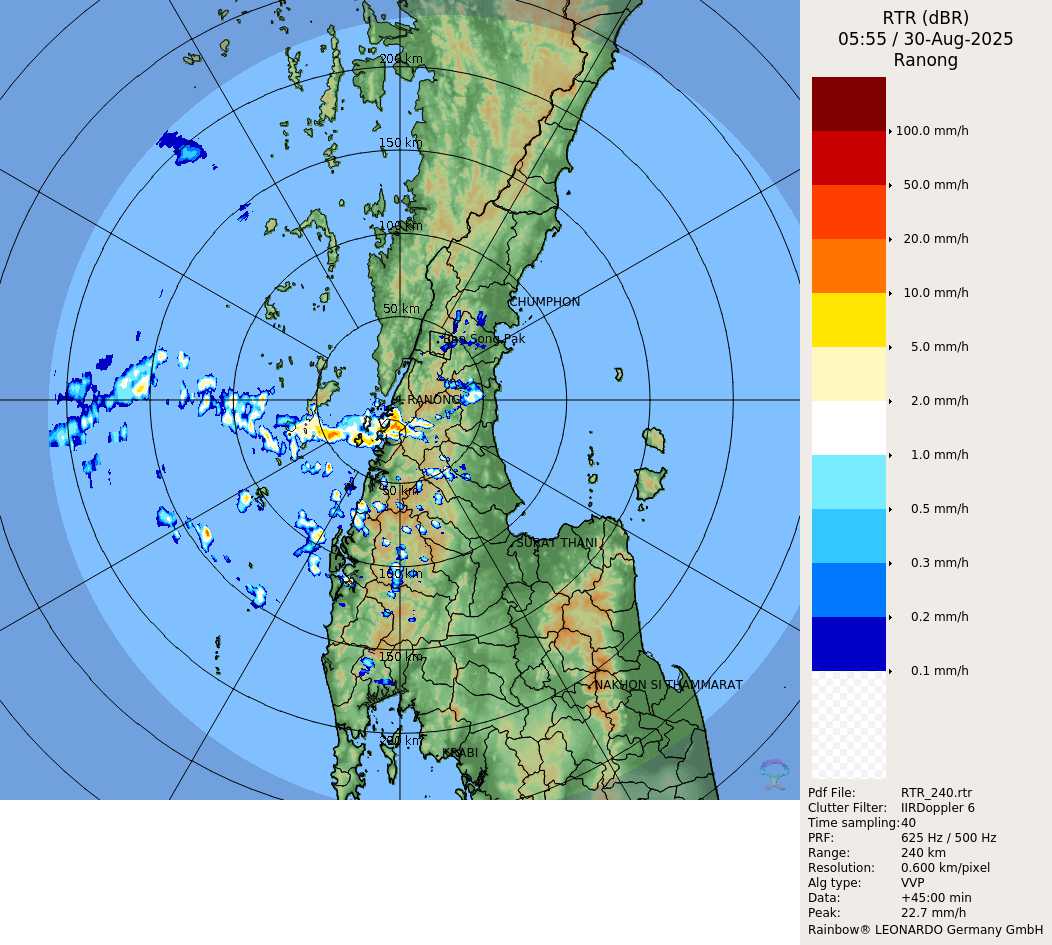 RTR (dBR)
05:55 / 30-Aug-2025
Ranong
200 km
150 km
100 km
50 km
CHUMPHON
Ban Song Pak
RANONG
50 km
SURAT THANI
100 km
150 km
NAKHON SI THAMMARAT
200 km
KRABI
100.0 mm/h
50.0 mm/h
20.0 mm/h
10.0 mm/h
5.0 mm/h
2.0 mm/h
1.0 mm/h
0.5 mm/h
0.3 mm/h
0.2 mm/h
0.1 mm/h
Pdf File: RTR_240.rtr
Clutter Filter: IIRDoppler 6
Time sampling: 40
PRF: 625 Hz / 500 Hz
Range: 240 km
Resolution: 0.600 km/pixel
Alg type: VVP
Data: +45:00 min
Peak: 22.7 mm/h
Rainbow® LEONARDO Germany GmbH